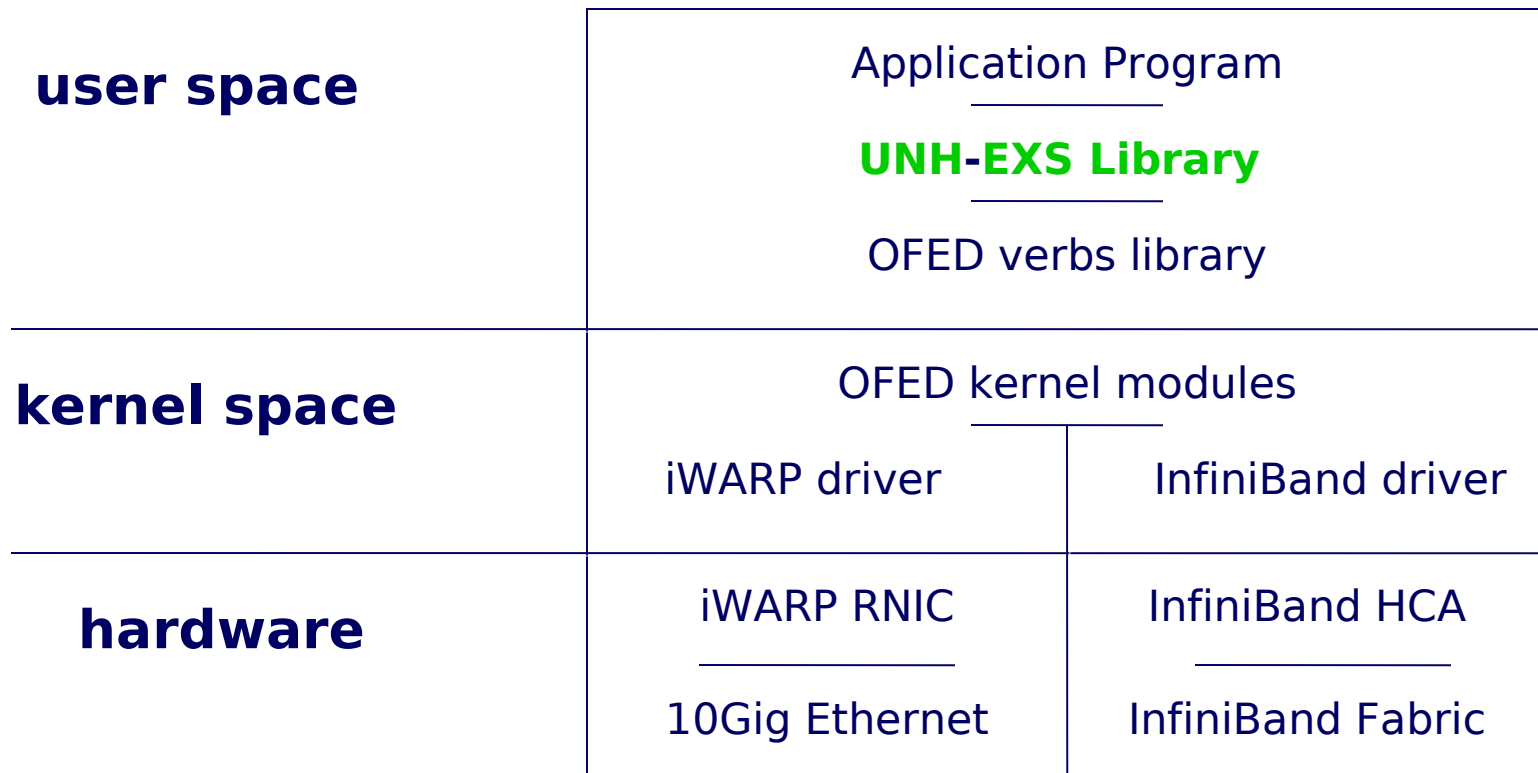 user space
Application Program
UNH-EXS Library
OFED verbs library
kernel space
OFED kernel modules
iWARP driver
InfiniBand driver
hardware
iWARP RNIC
InfiniBand HCA
10Gig Ethernet
InfiniBand Fabric